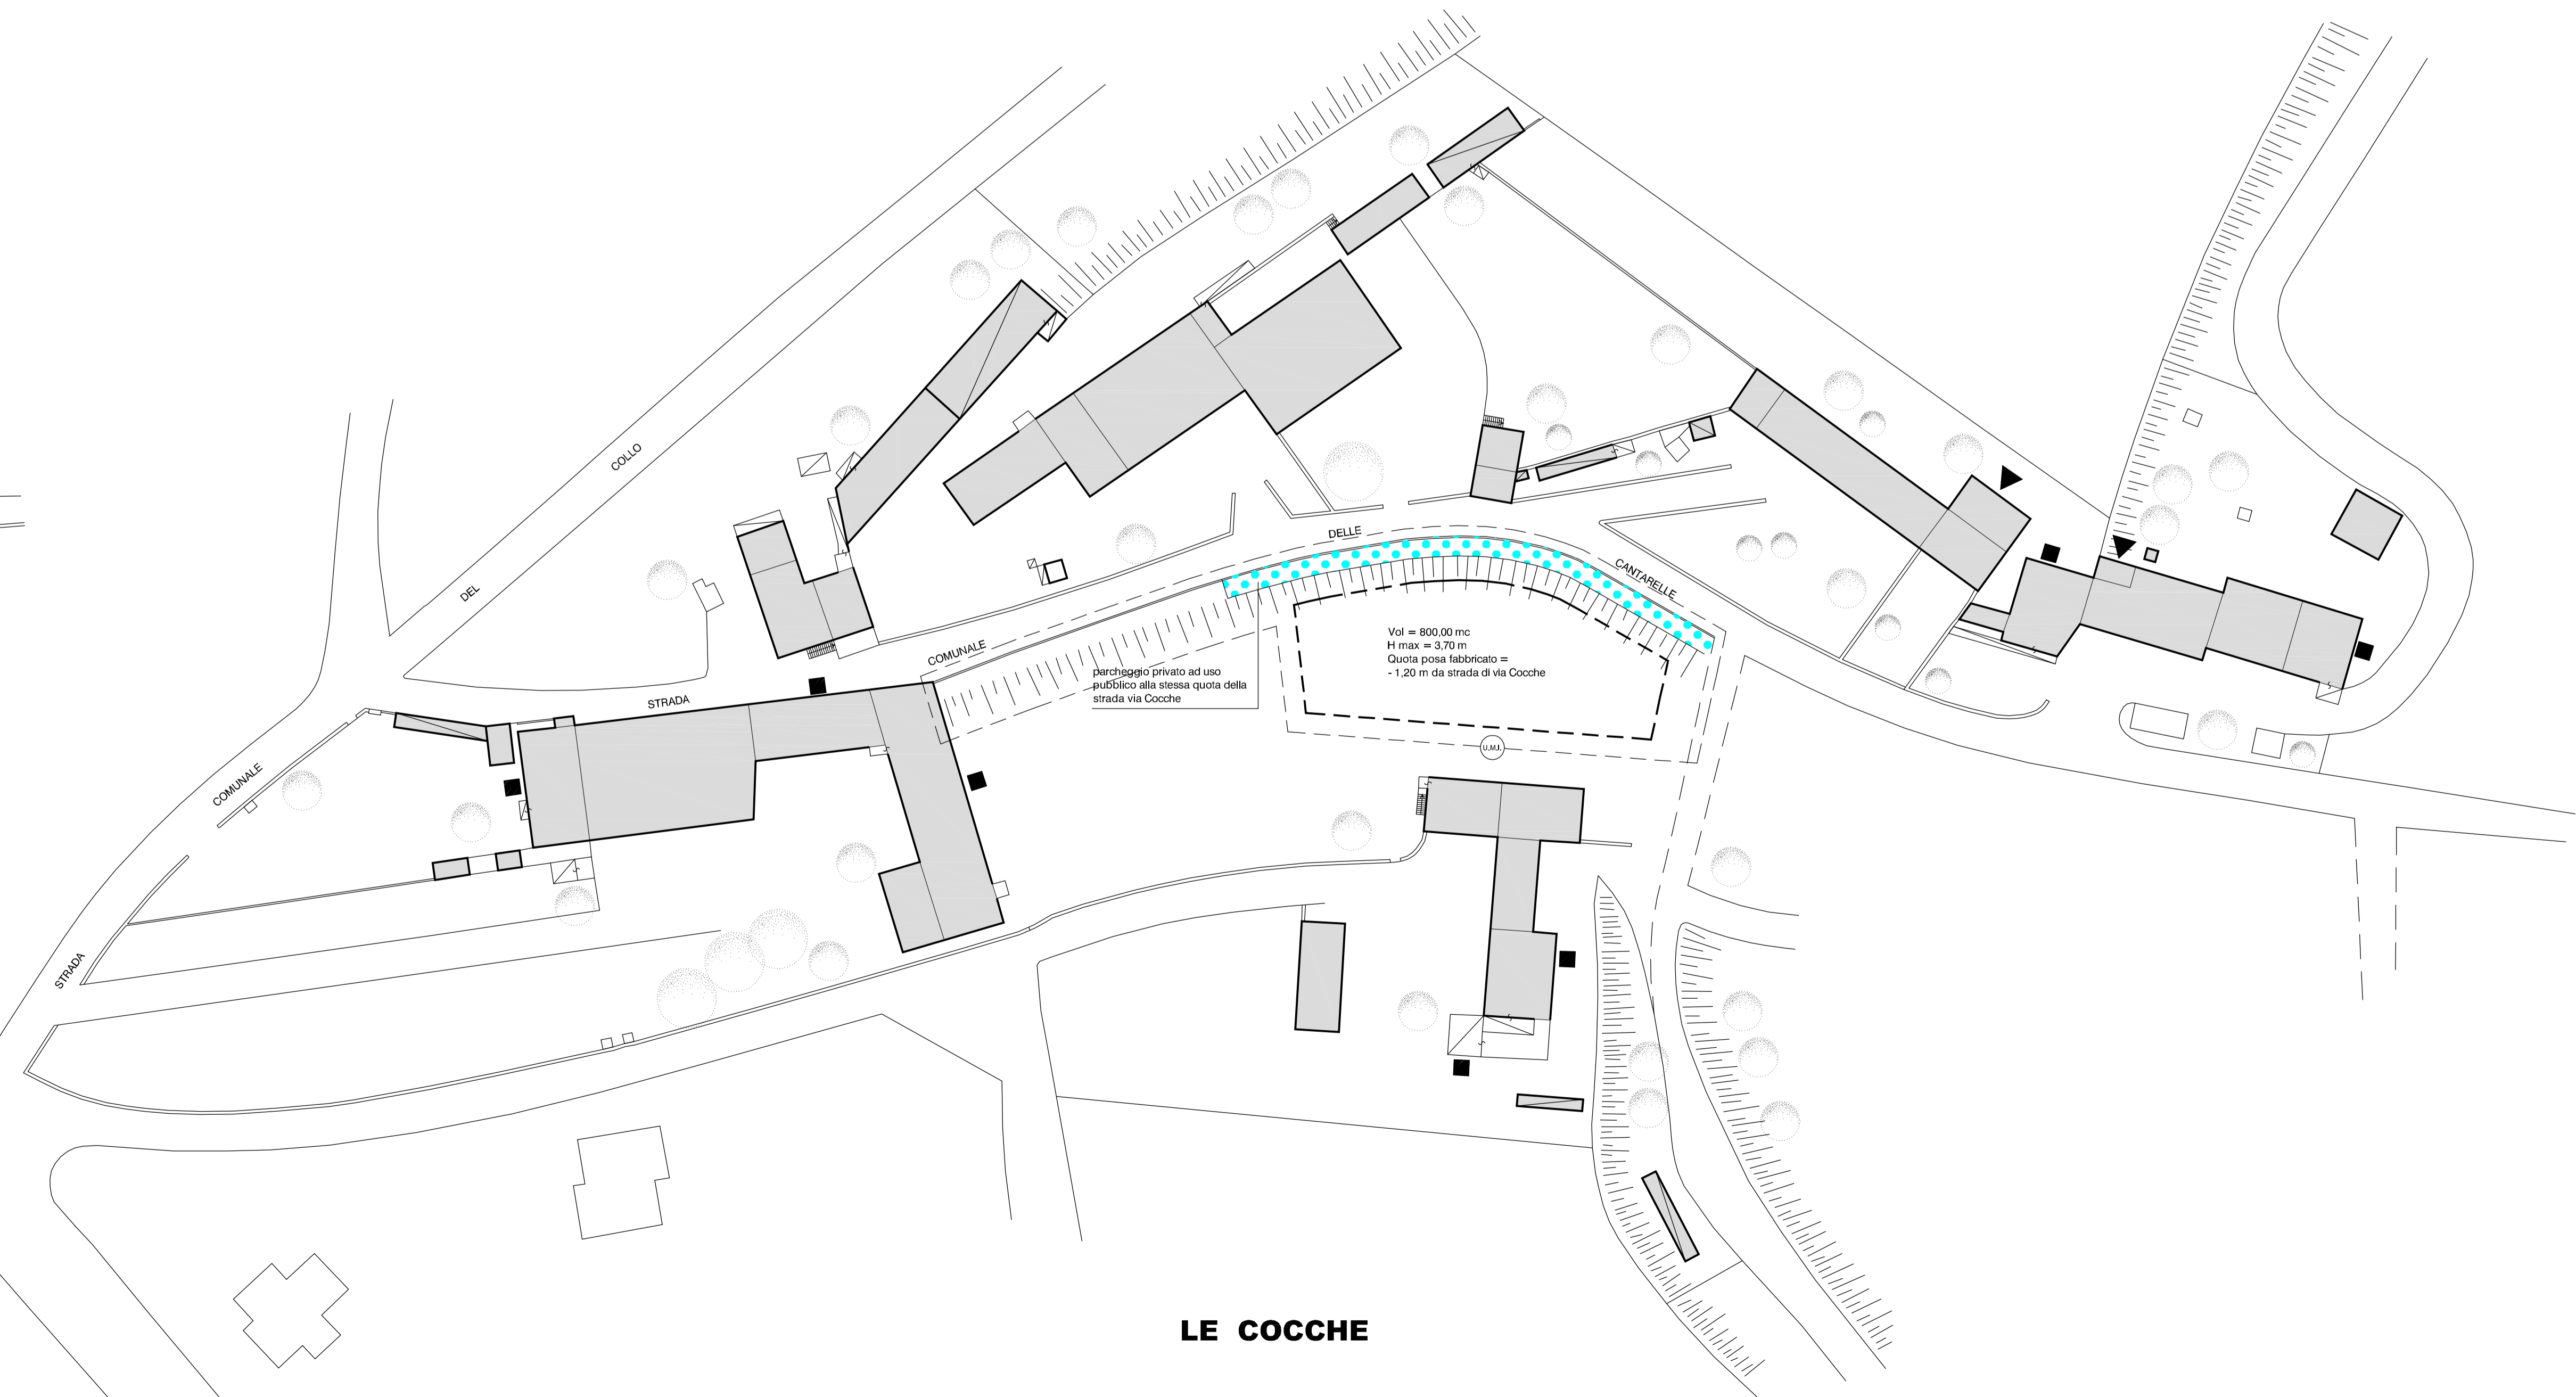 COLLO
DEL
DELLE
CANTARELLE
COMUNALE
STRADA
Vol = 800,00 mc
H max = 3,70 m
Quota posa fabbricato =
- 1,20 m da strada di via Cocche
parcheggio privato ad uso
pubblico alla stessa quota della
strada via Cocche
U.M.I.
COMUNALE
STRADA
LE COCCHE